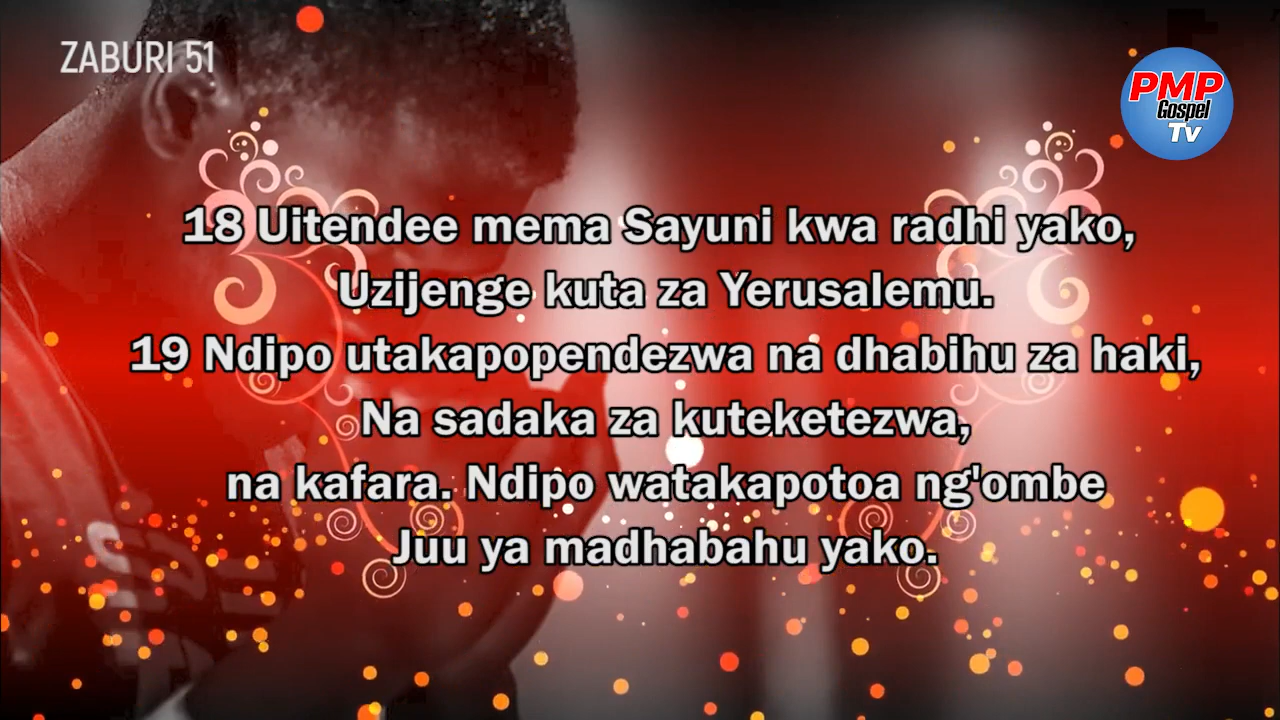 ZABURI 51
PMP
Gospel
Tv
18 Uitendee mema Sayuni kwa radhi yako,
Uzijenge kuta za Yerusalemu.
19 Ndipo utakapopendezwa na dhabihu za haki,
Na sadaka za kuteketezwa,
na kafara. Ndipo watakapotoa ng'ombe
Juu ya madhabahu yako.